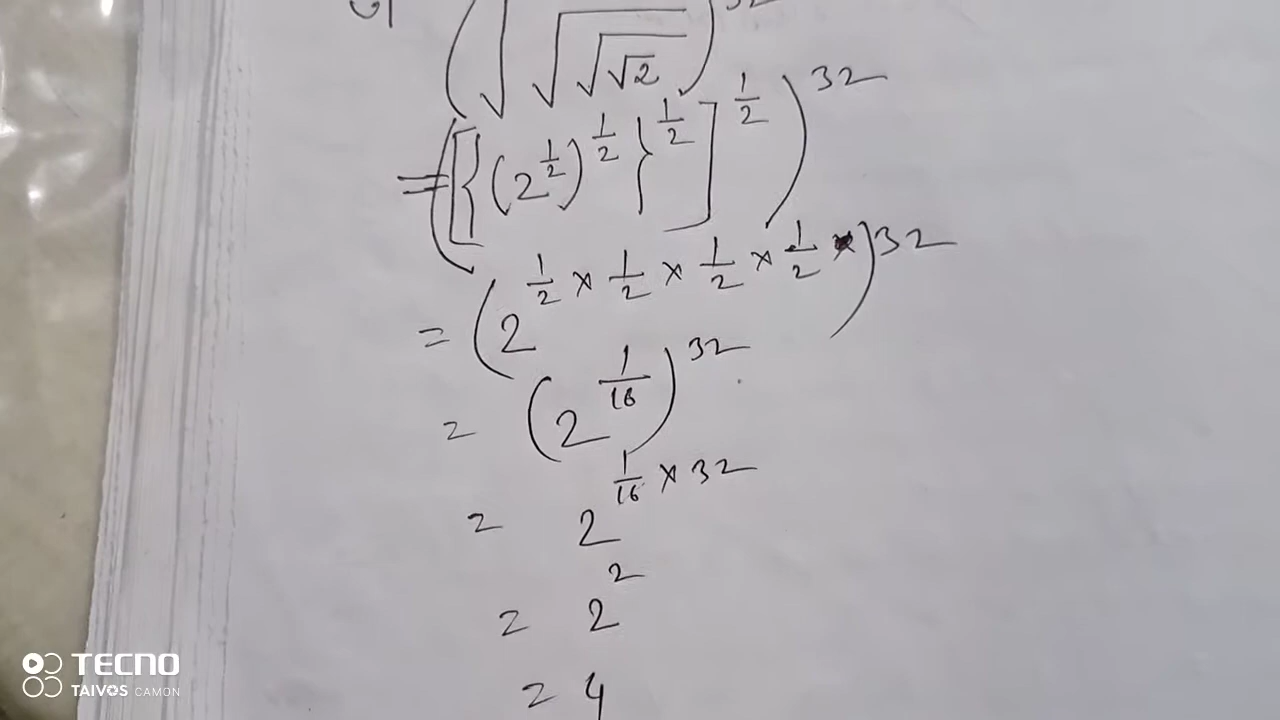 (√√√√2)^32
=([{(2^1/2)^1/2}^1/2]^1/2)^32
= (2^1/2 × 1/2 × 1/2 × 1/2)^32
= (2^1/16)^32
= 2^1/16 × 32
= 2^2
= 4
TECNO
TAIVOS CAMON